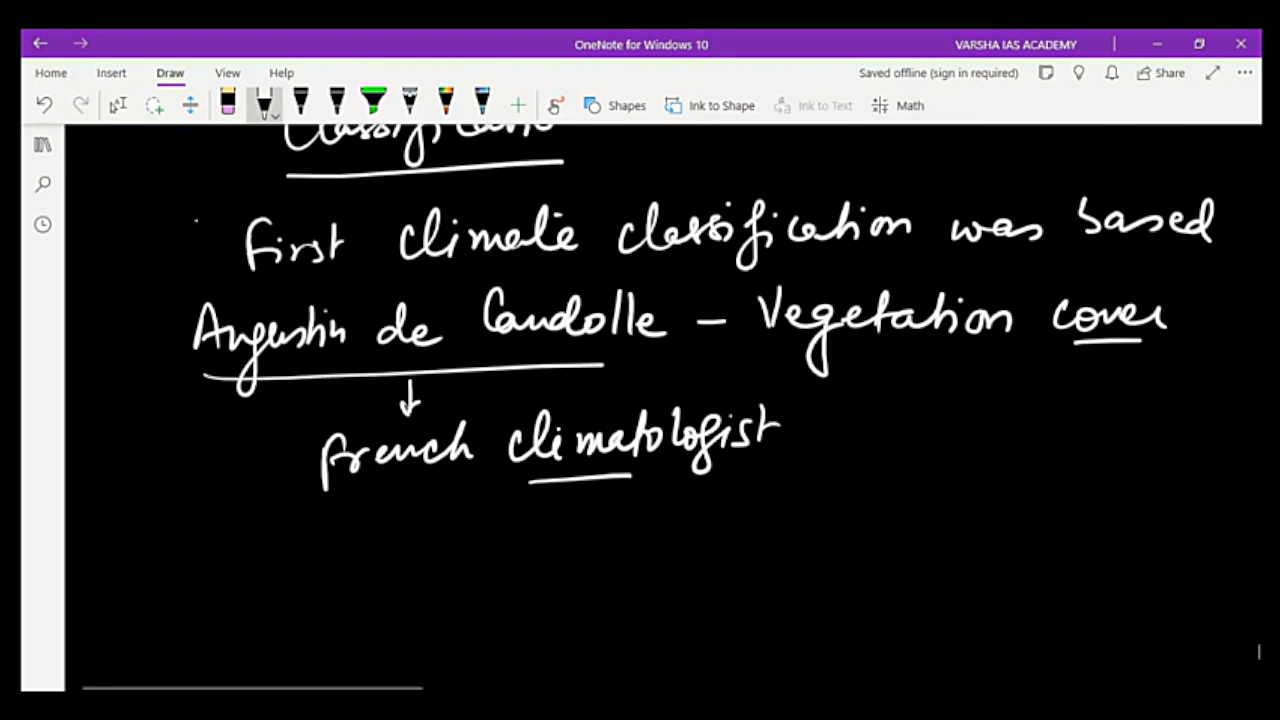 OneNote for Windows 10
VARSHA IAS ACADEMY
Home Insert Draw View Help
Saved offline (sign in required)
Share
Shapes
Ink to Shape
Ink to Text
Math
Classificatio
First climate classification was based
Augustin de Candolle – Vegetation cover
French climatologist